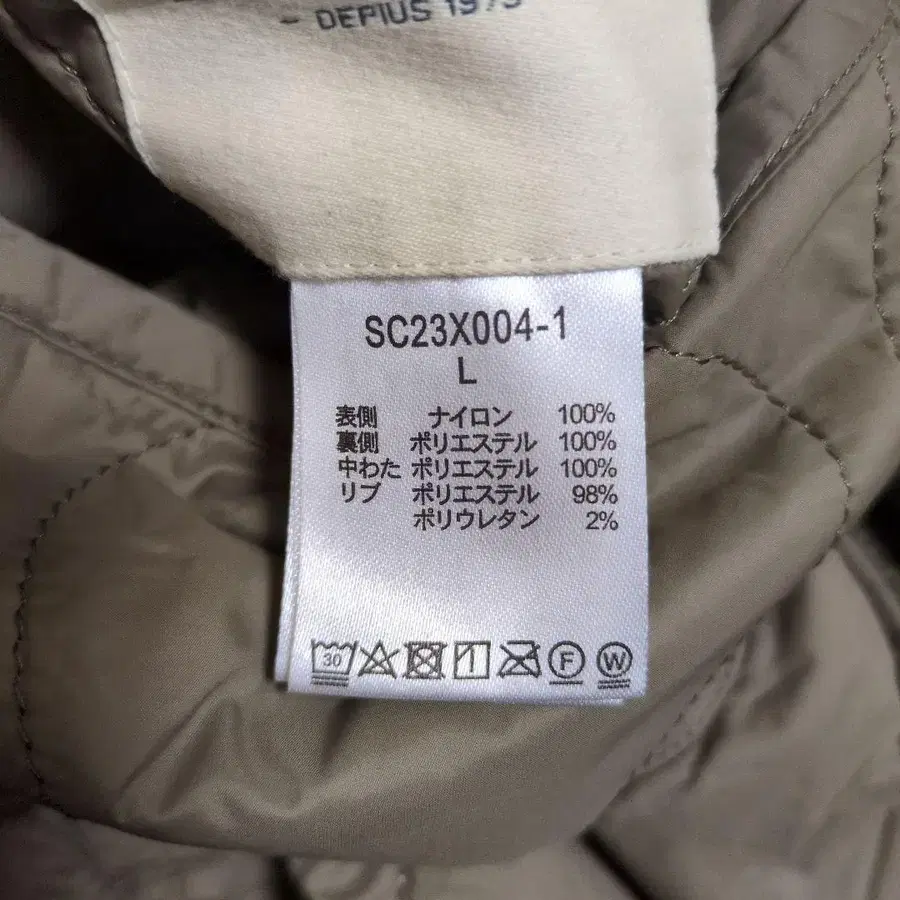 - DEPIUS 1973
SC23X004-1
L
表側 ナイロン 100%
裏側 ポリエステル 100%
中わた ポリエステル 100%
リブ ポリエステル 98%
ポリウレタン 2%
30 F W